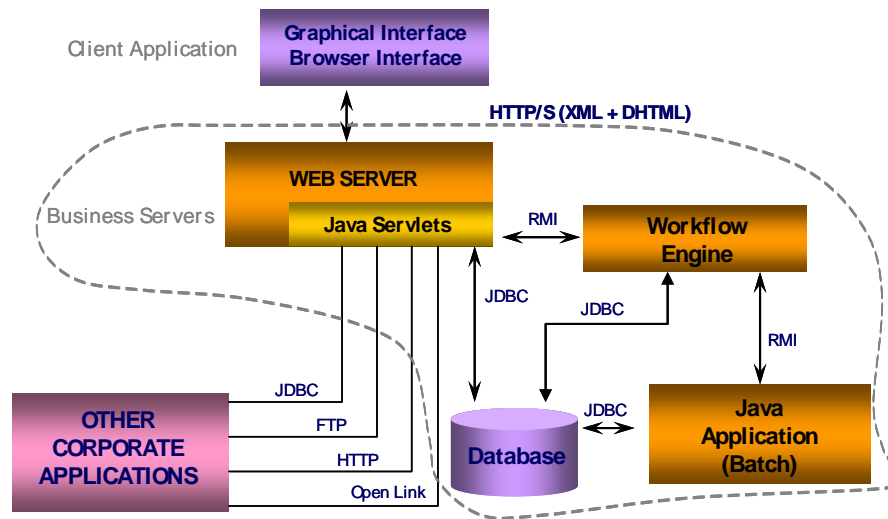 Client Application
Graphical Interface
Browser Interface
HTTP/S (XML + DHTML)
WEB SERVER
Business Servers
Java Servlets
RMI
Workflow
Engine
JDBC
JDBC
RMI
JDBC
FTP
HTTP
Open Link
OTHER
CORPORATE
APPLICATIONS
Database
JDBC
Java
Application
(Batch)